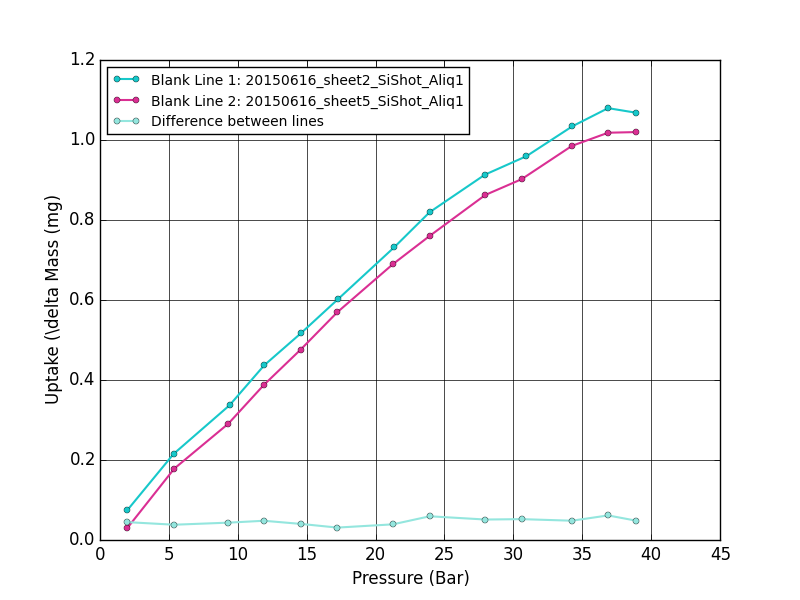 1.2
1.0
0.8
0.6
0.4
0.2
0.0
Uptake (\delta Mass (mg)
Blank Line 1: 20150616_sheet2_SiShot_Aliq1
Blank Line 2: 20150616_sheet5_SiShot_Aliq1
Difference between lines
0 5 10 15 20 25 30 35 40 45
Pressure (Bar)